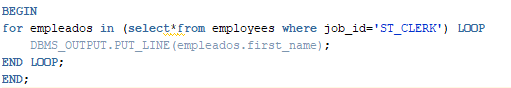 BEGIN
for empleados in (select*from employees where job_id='ST_CLERK') LOOP
DBMS_OUTPUT.PUT_LINE(empleados.first_name);
END LOOP;
END;